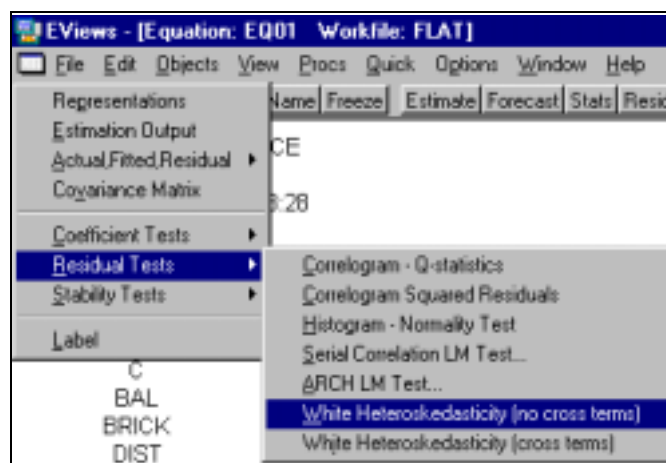 EViews - [Equation: EQ01 Workfile: FLAT]
File Edit Objects View Procs Quick Options Window Help
Name Freeze Estimate Forecast Stats Resid
Representations
Estimation Output
Actual,Fitted,Residual
Covariance Matrix
Coefficient Tests
Residual Tests
Stability Tests
Label
CE
8:28
Correlogram - Q-statistics
Correlogram Squared Residuals
Histogram - Normality Test
Serial Correlation LM Test...
ARCH LM Test...
White Heteroskedasticity (no cross terms)
White Heteroskedasticity (cross terms)
C
BAL
BRICK
DIST